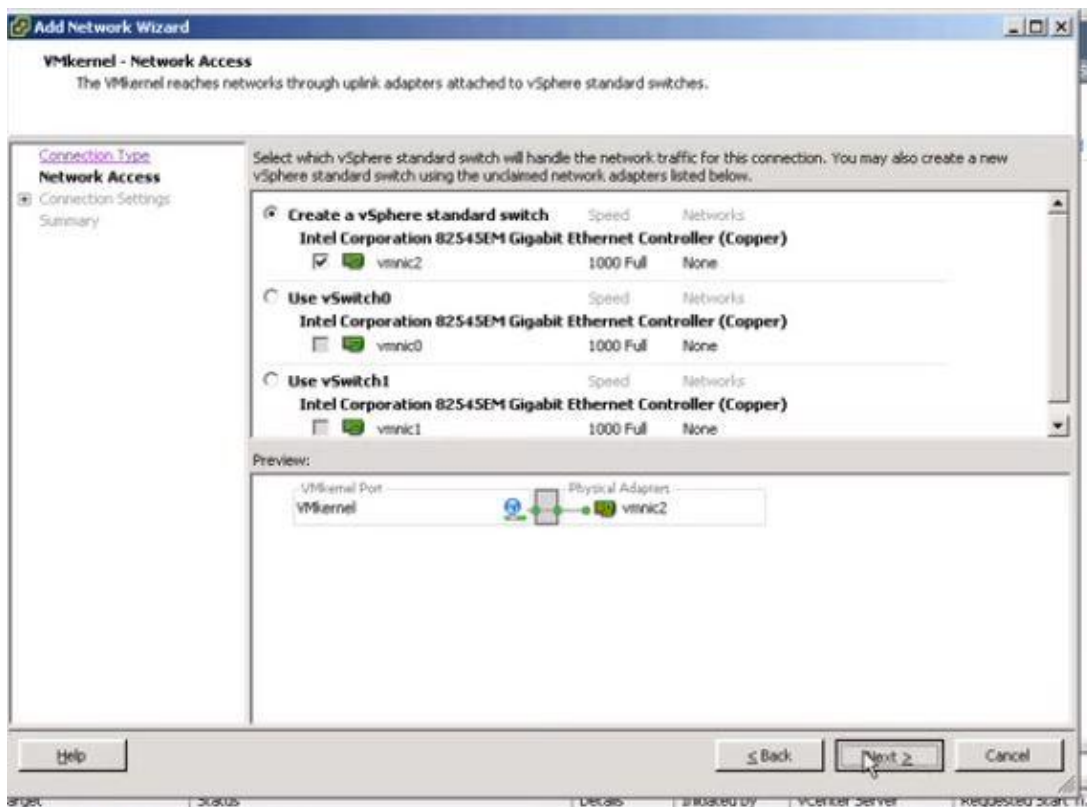 Add Network Wizard
VMkernel - Network Access
The VMkernel reaches networks through uplink adapters attached to vSphere standard switches.
Connection Type
Network Access
Connection Settings
Summary
Select which vSphere standard switch will handle the network traffic for this connection. You may also create a new
vSphere standard switch using the unclaimed network adapters listed below.
Create a vSphere standard switch Speed Networks
Intel Corporation 82545EM Gigabit Ethernet Controller (Copper)
vmnic2 1000 Full None
Use vSwitch0 Speed Networks
Intel Corporation 82545EM Gigabit Ethernet Controller (Copper)
vmnic0 1000 Full None
Use vSwitch1 Speed Networks
Intel Corporation 82545EM Gigabit Ethernet Controller (Copper)
vmnic1 1000 Full None
Preview:
VMkernel Port Physical Adapters
VMkernel vmnic2
Help < Back Next > Cancel
Status Details Initiated by vCenter Server Requested Start